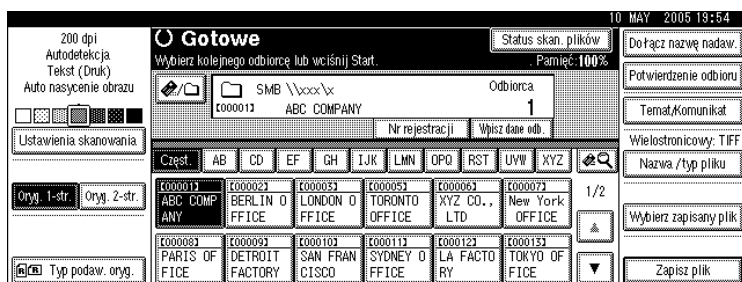 10 MAY 2005 19:54
200 dpi
Autodetekcja
Tekst (Druk)
Auto nasycenie obrazu
Ustawienia skanowania
Oryg. 1-str.
Oryg. 2-str.
Typ podaw. oryg.
Gotowe
Status skan. plików
Wybierz kolejnego odbiorcę lub wciśnij Start.
Pamięć:100%
SMB \\xxx\x
[00001]
ABC COMPANY
Odbiorca
1
Nr rejestracji
Wpisz dane odb.
Częst.
AB
CD
EF
GH
IJK
LMN
OPQ
RST
UVW
XYZ
[00001]
ABC COMP
ANY
[00002]
BERLIN O
FFICE
[00003]
LONDON O
FFICE
[00005]
TORONTO
OFFICE
[00006]
XYZ CO.,
LTD
[00007]
New York
OFFICE
1/2
[00008]
PARIS OF
FICE
[00009]
DETROIT
FACTORY
[00010]
SAN FRAN
CISCO
[00011]
SYDNEY O
FFICE
[00012]
LA FACTO
RY
[00013]
TOKYO OF
FICE
Dołącz nazwę nadaw.
Potwierdzenie odbioru
Temat/Komunikat
Wielostronicowy: TIFF
Nazwa /typ pliku
Wybierz zapisany plik
Zapisz plik